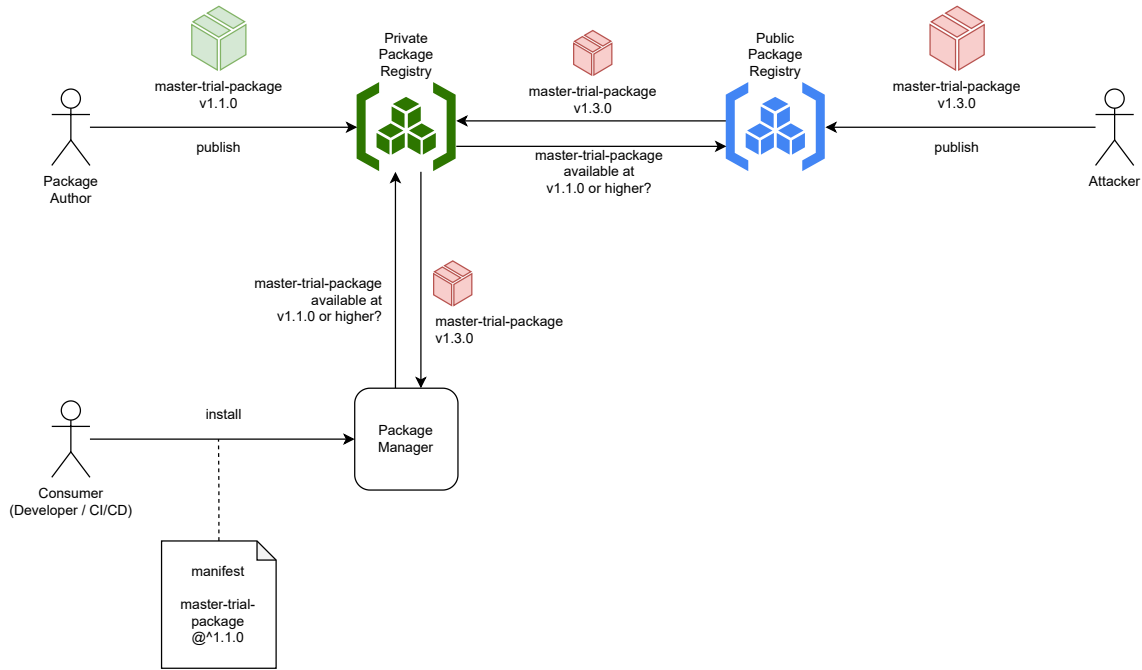 Private
Package
Registry
Public
Package
Registry
master-trial-package
v1.1.0
master-trial-package
v1.3.0
master-trial-package
v1.3.0
publish
master-trial-package
available at
v1.1.0 or higher?
publish
Package
Author
Attacker
master-trial-package
available at
v1.1.0 or higher?
master-trial-package
v1.3.0
install
Package
Manager
Consumer
(Developer / CI/CD)
manifest
master-trial-
package
@^1.1.0